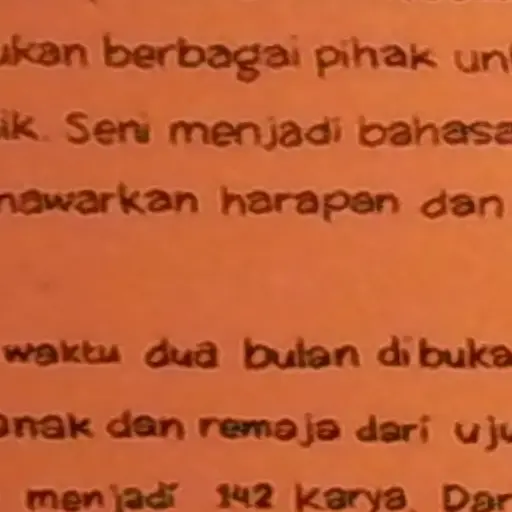 ukan berbagai pihak un
ik. Seni menjadi bahasa
nawarkan harapan dan
waktu dua bulan dibuka
anak dan remaja dari uju
menjadi 142 karya. Dar